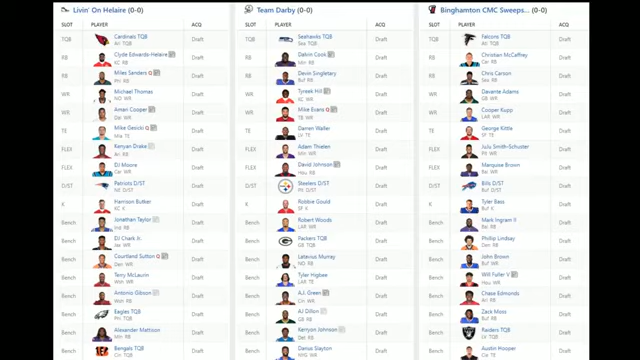 Livin' On Helaire (0-0)
SLOT PLAYER ACQ
TQB Cardinals TQB Draft
Ari TQB
RB Clyde Edwards-Helaire Draft
KC RB
RB Miles Sanders Q Draft
Phi RB
WR Michael Thomas Draft
NO WR
WR Amari Cooper Draft
Dal WR
TE Mike Gesicki Q Draft
Mia TE
FLEX Kenyan Drake Draft
Ari RB
FLEX DJ Moore Draft
Car WR
D/ST Patriots D/ST Draft
NE D/ST
K Harrison Butker Draft
KC K
Bench Jonathan Taylor Draft
Ind RB
Bench DJ Chark Jr. Draft
Jax WR
Bench Courtland Sutton Q Draft
Den WR
Bench Terry McLaurin Draft
Wsh WR
Bench Antonio Gibson Draft
Wsh RB
Bench Eagles TQB Draft
Phi TQB
Bench Alexander Mattison Draft
Min RB
Bench Bengals TQB Draft
Cin TQB
Team Darby (0-0)
SLOT PLAYER ACQ
TQB Seahawks TQB Draft
Sea TQB
RB Dalvin Cook Draft
Min RB
RB Devin Singletary Draft
Buf RB
WR Tyreek Hill Draft
KC WR
WR Mike Evans Q Draft
TB WR
TE Darren Waller Draft
LV TE
FLEX Adam Thielen Draft
Min WR
FLEX David Johnson Draft
Hou RB
D/ST Steelers D/ST Draft
Pit D/ST
K Robbie Gould Draft
SF K
Bench Robert Woods Draft
LAR WR
Bench Packers TQB Draft
GB TQB
Bench Latavius Murray Draft
NO RB
Bench Tyler Higbee Draft
LAR TE
Bench A.J. Green Draft
Cin WR
Bench AJ Dillon Draft
GB RB
Bench Kerryon Johnson Draft
Det RB
Bench Darius Slayton Draft
NYG WR
Binghamton CMC Sweeps... (0-0)
SLOT PLAYER ACQ
TQB Falcons TQB Draft
Atl TQB
RB Christian McCaffrey Draft
Car RB
RB Chris Carson Draft
Sea RB
WR Davante Adams Draft
GB WR
WR Cooper Kupp Draft
LAR WR
TE George Kittle Draft
SF TE
FLEX JuJu Smith-Schuster Draft
Pit WR
FLEX Marquise Brown Draft
Bal WR
D/ST Bills D/ST Draft
Buf D/ST
K Tyler Bass Draft
Buf K
Bench Mark Ingram II Draft
Bal RB
Bench Phillip Lindsay Draft
Den RB
Bench John Brown Draft
Buf WR
Bench Will Fuller V Draft
Hou WR
Bench Chase Edmonds Draft
Ari RB
Bench Zack Moss Draft
Buf RB
Bench Raiders TQB Draft
LV TQB
Bench Austin Hooper Draft
Cle TE